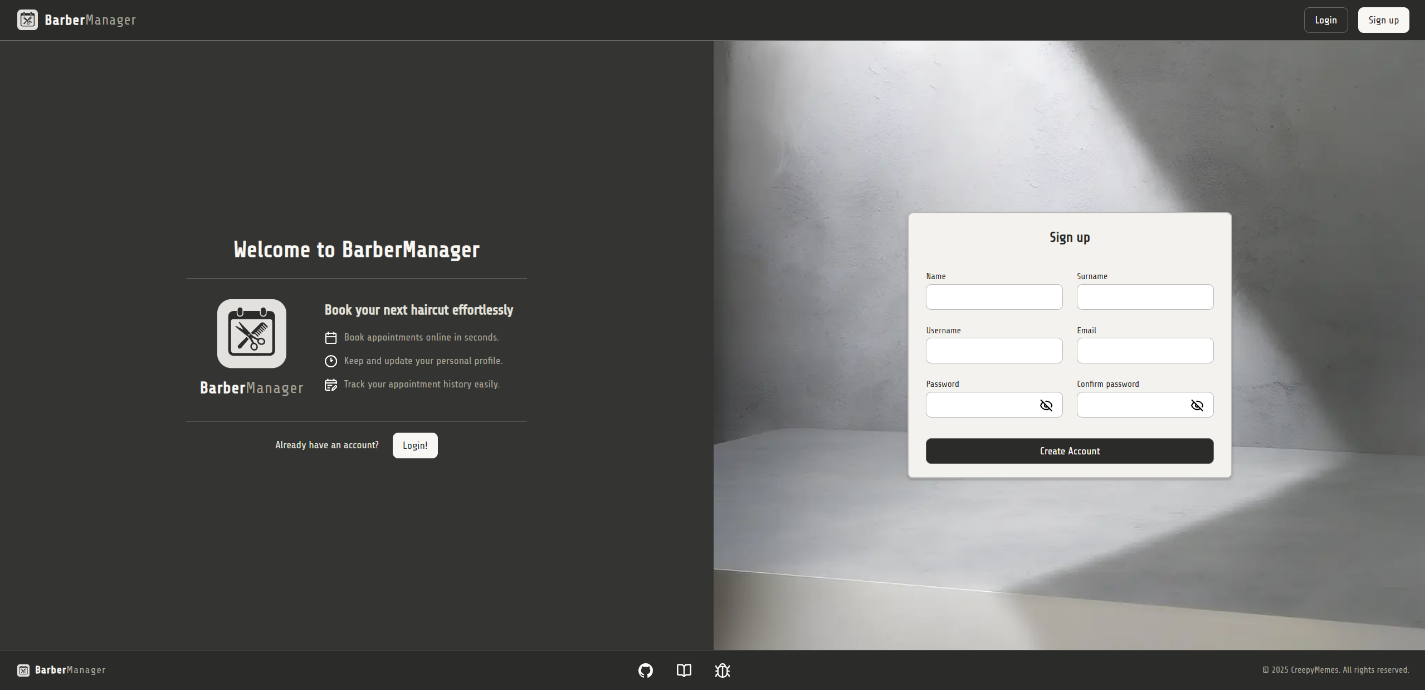 BarberManager
Login
Sign up
Welcome to BarberManager
BarberManager
Book your next haircut effortlessly
Book appointments online in seconds.
Keep and update your personal profile.
Track your appointment history easily.
Already have an account?
Login!
Sign up
Name
Surname
Username
Email
Password
Confirm password
Create Account
BarberManager
© 2025 CreepyMemes. All rights reserved.